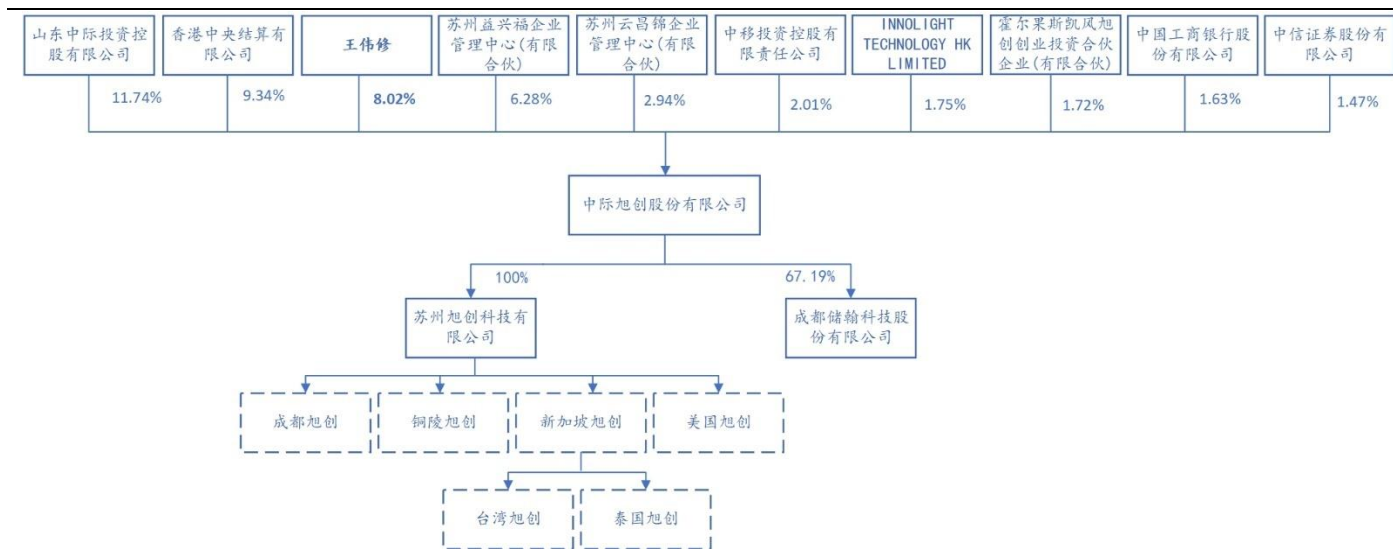 山东中际投资控
股有限公司
香港中央结算有
限公司
王伟修
苏州益兴福企业
管理中心(有限
合伙)
苏州云昌锦企业
管理中心(有限
合伙)
中移投资控股有
限责任公司
INNOLIGHT
TECHNOLOGY HK
LIMITED
霍尔果斯凯风旭
创创业投资合伙
企业(有限合伙)
中国工商银行股
份有限公司
中信证券股份有
限公司
11.74%
9.34%
8.02%
6.28%
2.94%
2.01%
1.75%
1.72%
1.63%
1.47%
中际旭创股份有限公司
100%
67.19%
苏州旭创科技有
限公司
成都储翰科技股
份有限公司
成都旭创
铜陵旭创
新加坡旭创
美国旭创
台湾旭创
泰国旭创